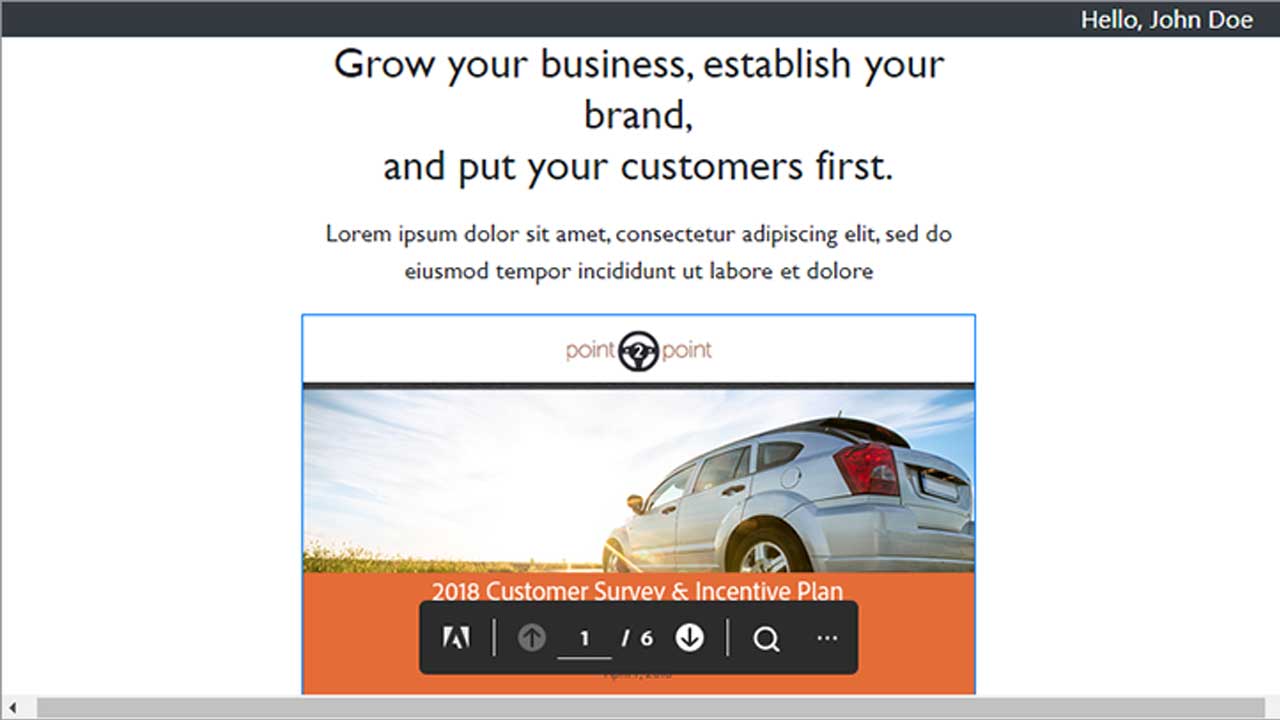 Hello, John Doe
Grow your business, establish your
brand,
and put your customers first.
Lorem ipsum dolor sit amet, consectetur adipiscing elit, sed do
eiusmod tempor incididunt ut labore et dolore
point 2 point
2018 Customer Survey & Incentive Plan
1 / 6